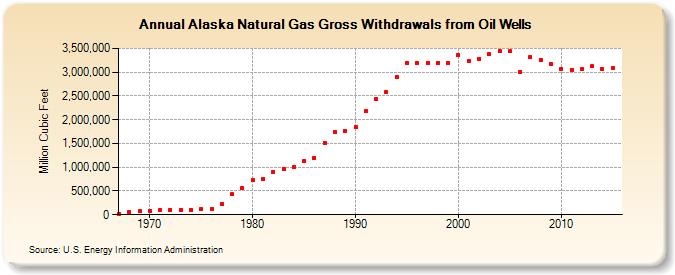 Annual Alaska Natural Gas Gross Withdrawals from Oil Wells
Million Cubic Feet
3,500,000
3,000,000
2,500,000
2,000,000
1,500,000
1,000,000
500,000
0
1970 1980 1990 2000 2010
Source: U.S. Energy Information Administration